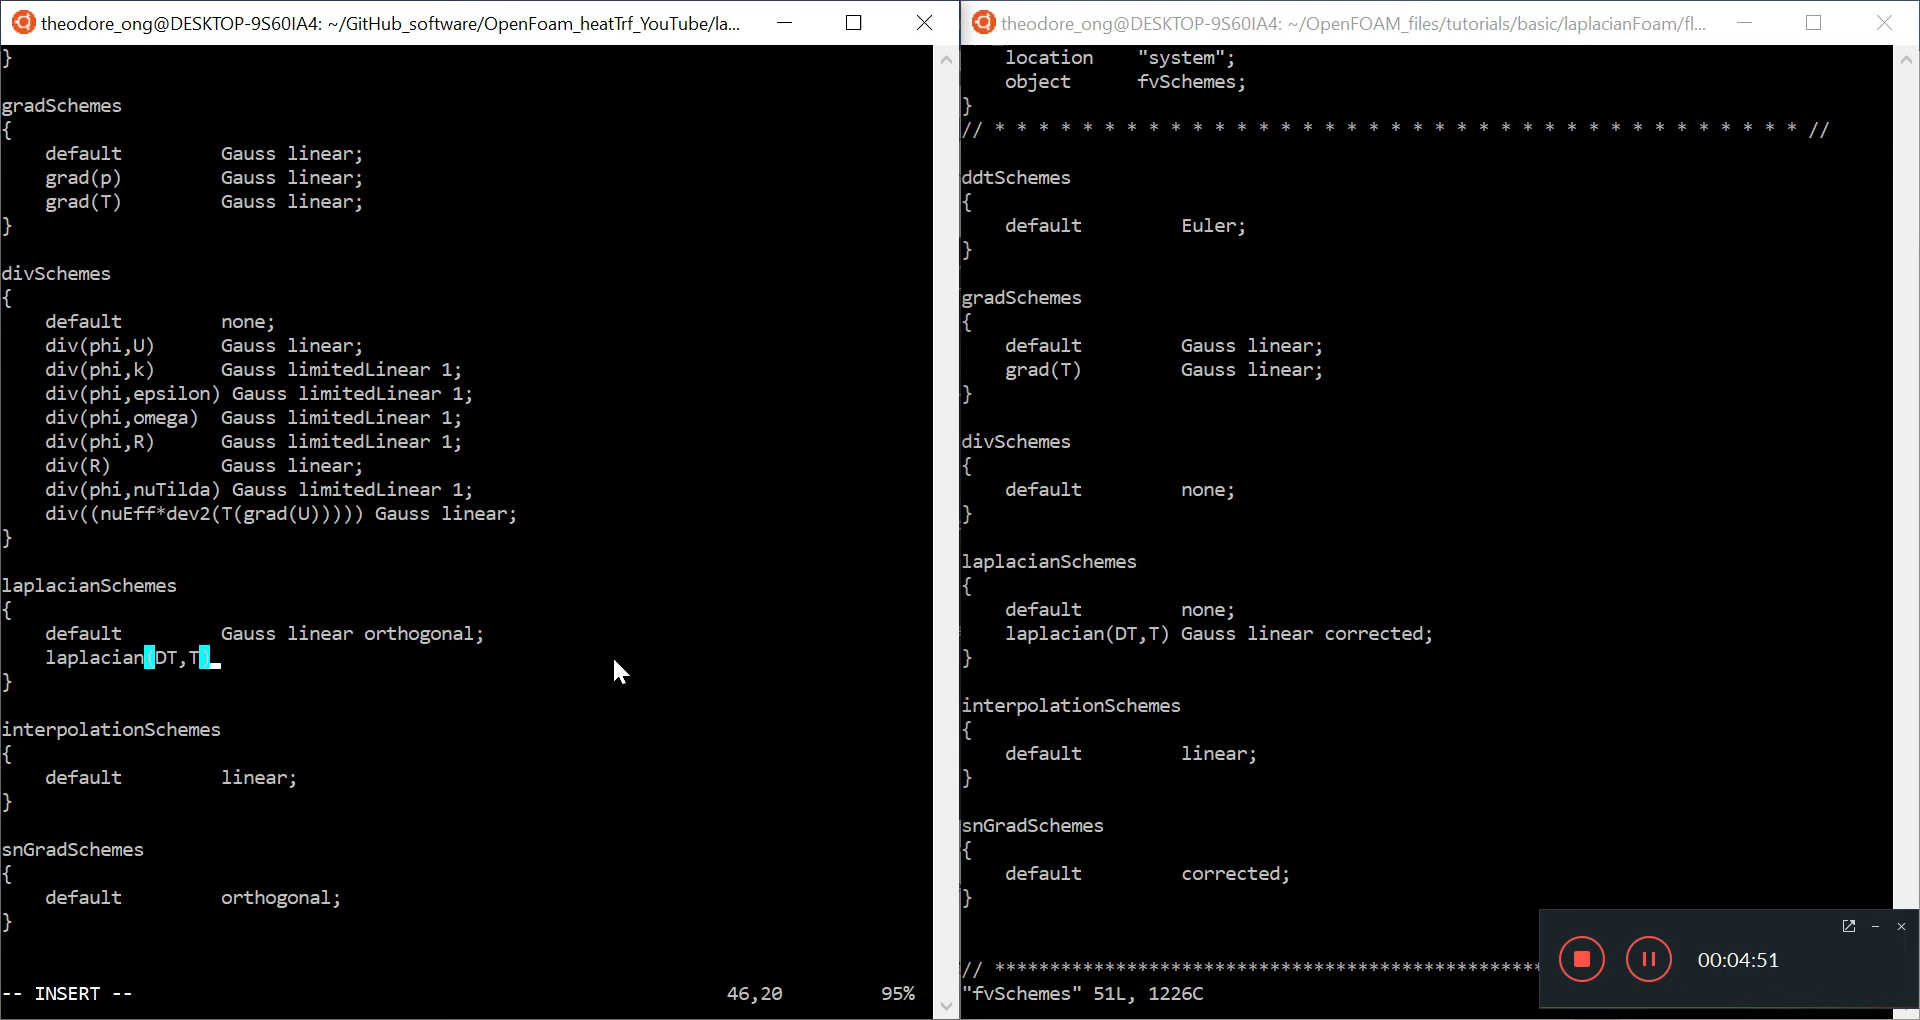 theodore_ong@DESKTOP-9S60IA4: ~/GitHub_software/OpenFoam_heatTrf_YouTube/la...
}
gradSchemes
{
    default         Gauss linear;
    grad(p)         Gauss linear;
    grad(T)         Gauss linear;
}
divSchemes
{
    default         none;
    div(phi,U)      Gauss linear;
    div(phi,k)      Gauss limitedLinear 1;
    div(phi,epsilon) Gauss limitedLinear 1;
    div(phi,omega)  Gauss limitedLinear 1;
    div(phi,R)      Gauss limitedLinear 1;
    div(R)          Gauss linear;
    div(phi,nuTilda) Gauss limitedLinear 1;
    div((nuEff*dev2(T(grad(U))))) Gauss linear;
}
laplacianSchemes
{
    default         Gauss linear orthogonal;
    laplacian(DT,T)
}
interpolationSchemes
{
    default         linear;
}
snGradSchemes
{
    default         orthogonal;
}
-- INSERT --    46,20    95%
theodore_ong@DESKTOP-9S60IA4: ~/OpenFOAM_files/tutorials/basic/laplacianFoam/fl...
    location    "system";
    object      fvSchemes;
}
// * * * * * * * * * * * * * * * * * * * * * * * * * * * * * * * * * * * * * //
ddtSchemes
{
    default         Euler;
}
gradSchemes
{
    default         Gauss linear;
    grad(T)         Gauss linear;
}
divSchemes
{
    default         none;
}
laplacianSchemes
{
    default         none;
    laplacian(DT,T) Gauss linear corrected;
}
interpolationSchemes
{
    default         linear;
}
snGradSchemes
{
    default         corrected;
}
// **************************************************
"fvSchemes" 51L, 1226C
00:04:51